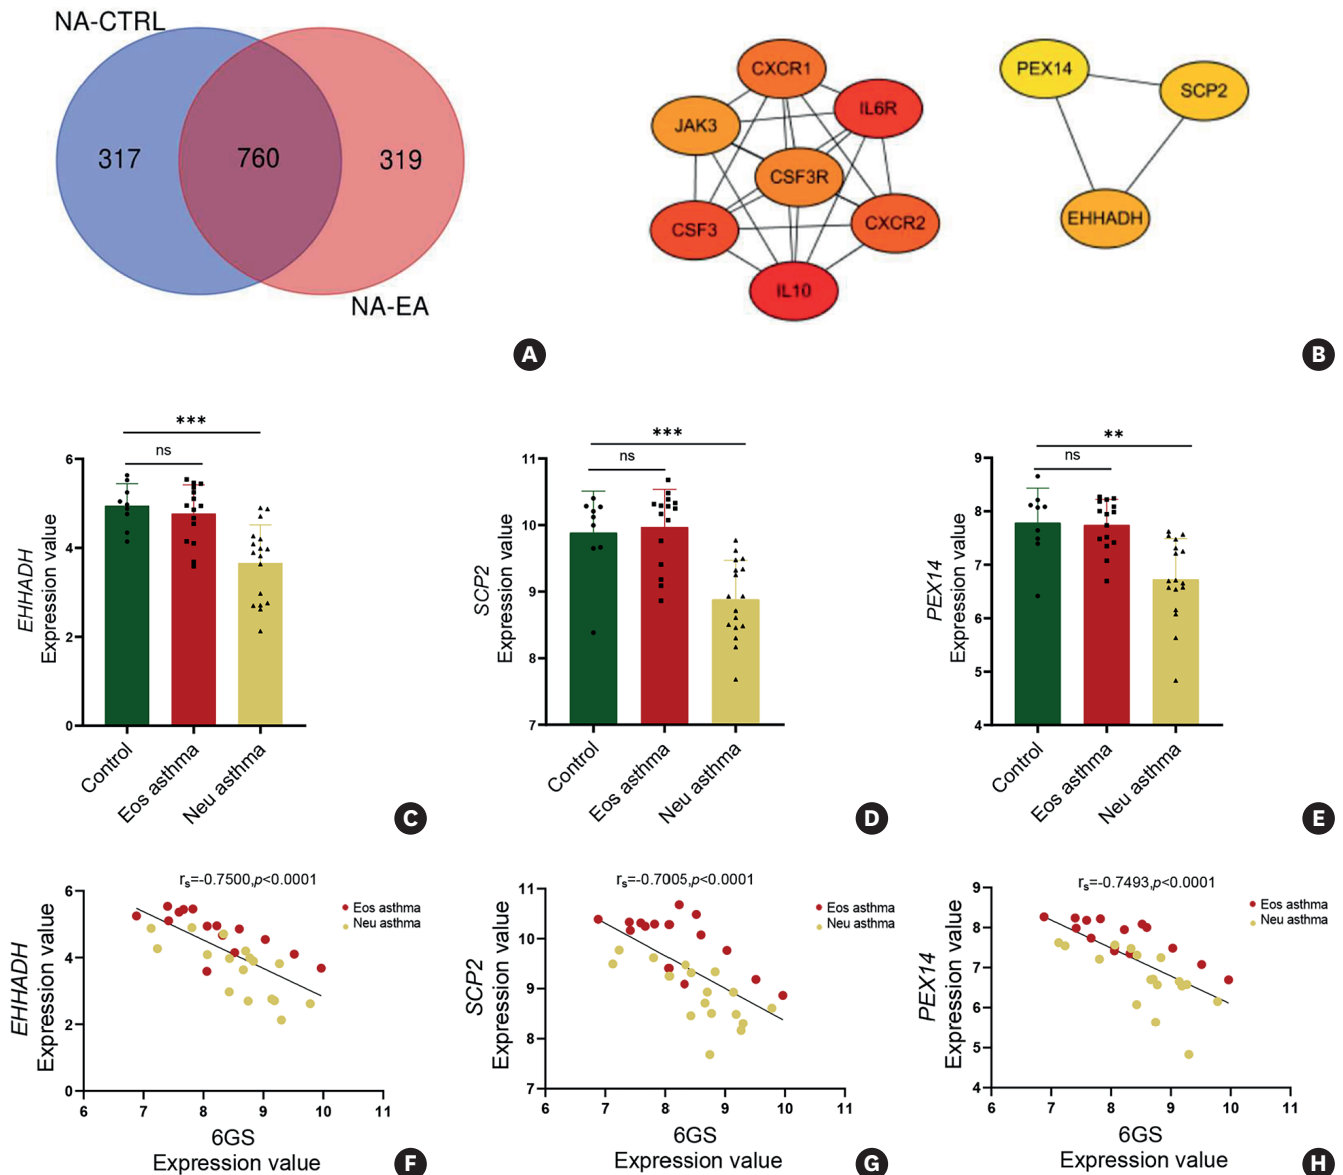 NA-CTRL
317
760
319
NA-EA
A
CXCR1
IL6R
JAK3
CSF3R
CSF3
CXCR2
IL10
PEX14
SCP2
EHHADH
B
***
ns
6
4
2
0
EHHADH
Expression value
Control
Eos asthma
Neu asthma
C
***
ns
11
10
9
8
7
SCP2
Expression value
Control
Eos asthma
Neu asthma
D
**
ns
9
8
7
6
5
4
PEX14
Expression value
Control
Eos asthma
Neu asthma
E
rs=-0.7500,p<0.0001
Eos asthma
Neu asthma
6
4
2
0
EHHADH
Expression value
6 7 8 9 10 11
6GS
Expression value
F
rs=-0.7005,p<0.0001
11
10
9
8
7
SCP2
Expression value
6 7 8 9 10 11
6GS
Expression value
G
rs=-0.7493,p<0.0001
Eos asthma
Neu asthma
9
8
7
6
5
4
PEX14
Expression value
6 7 8 9 10 11
6GS
Expression value
H